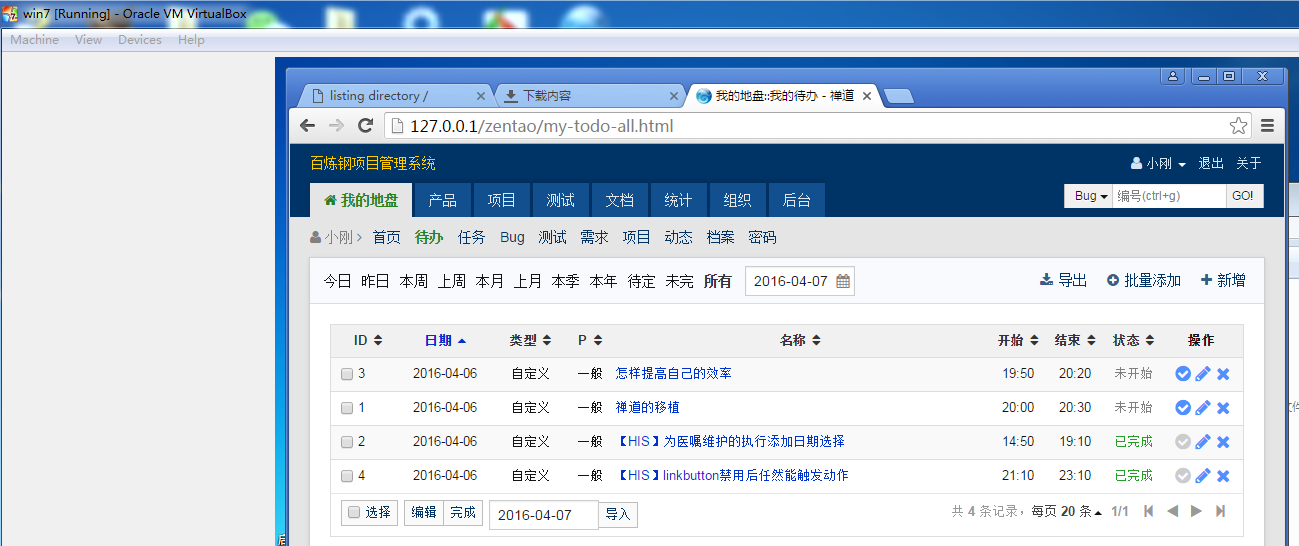 win7 [Running] - Oracle VM VirtualBox
Machine View Devices Help
listing directory / 下载内容 我的地盘::我的待办 - 禅道
127.0.0.1/zentao/my-todo-all.html
百炼钢项目管理系统 小刚 退出 关于
我的地盘 产品 项目 测试 文档 统计 组织 后台 Bug 编号(ctrl+g) GO!
小刚 首页 待办 任务 Bug 测试 需求 项目 动态 档案 密码
今日 昨日 本周 上周 本月 上月 本季 本年 待定 未完 所有 2016-04-07 导出 批量添加 新增
ID 日期 类型 P 名称 开始 结束 状态 操作
3 2016-04-06 自定义 一般 怎样提高自己的效率 19:50 20:20 未开始
1 2016-04-06 自定义 一般 禅道的移植 20:00 20:30 未开始
2 2016-04-06 自定义 一般 【HIS】为医嘱维护的执行添加日期选择 14:50 19:10 已完成
4 2016-04-06 自定义 一般 【HIS】linkbutton禁用后任然能触发动作 21:10 23:10 已完成
选择 编辑 完成 2016-04-07 导入 共 4 条记录，每页 20 条 1/1